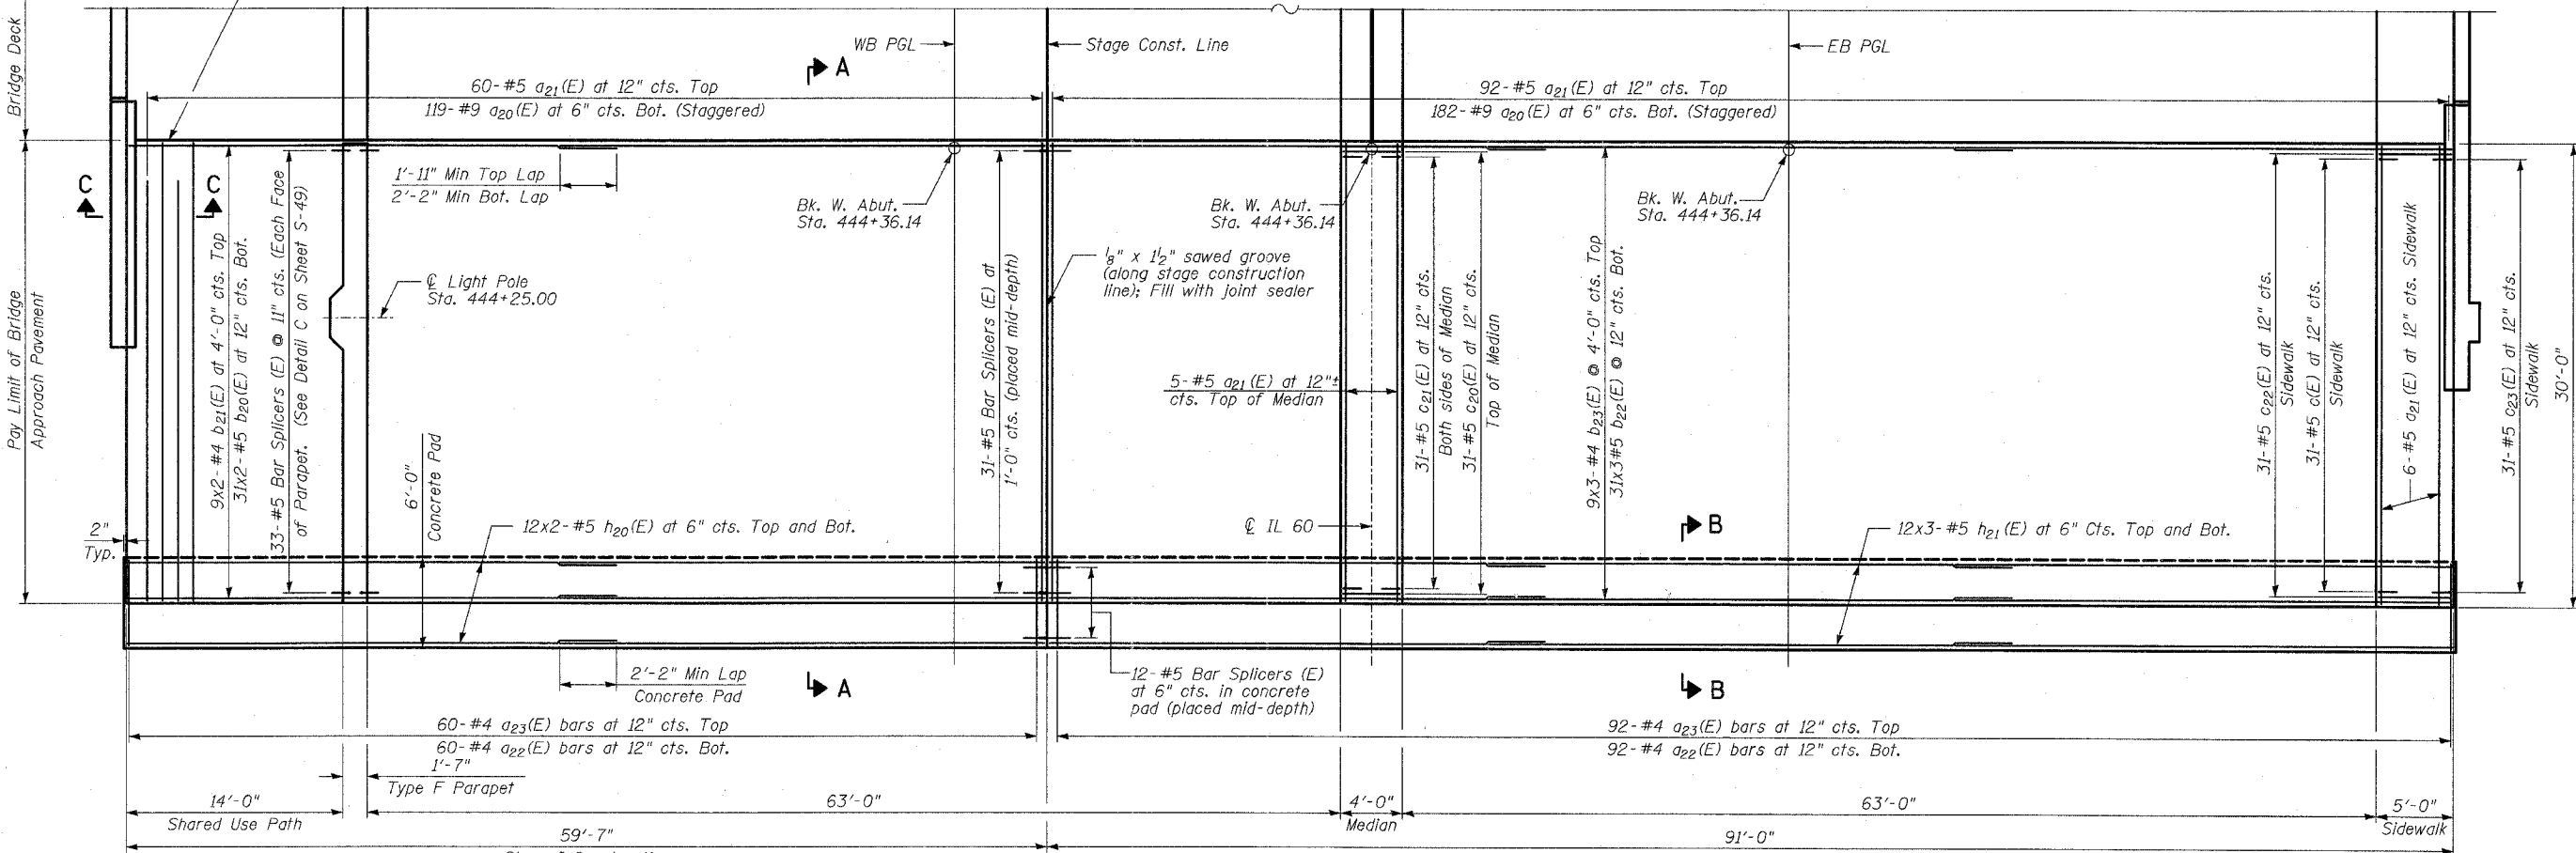 Bridge Deck
WB PGL
Stage Const. Line
EB PGL
A
60-#5 a21(E) at 12" cts. Top
119-#9 a20(E) at 6" cts. Bot. (Staggered)
92-#5 a21(E) at 12" cts. Top
182-#9 a20(E) at 6" cts. Bot. (Staggered)
C
C
1'-11" Min Top Lap
2'-2" Min Bot. Lap
Bk. W. Abut.
Sta. 444+36.14
Bk. W. Abut.
Sta. 444+36.14
Bk. W. Abut.
Sta. 444+36.14
Pay Limit of Bridge
Approach Pavement
9x2-#4 b21(E) at 4'-0" cts. Top
31x2-#5 b20(E) at 12" cts. Bot.
33-#5 Bar Splicers (E) @ 11" cts. (Each Face
of Parapet. (See Detail C on Sheet S-49)
℄ Light Pole
Sta. 444+25.00
31-#5 Bar Splicers (E) at
1'-0" cts. (placed mid-depth)
1/8" x 1 1/2" sawed groove
(along stage construction
line); Fill with joint sealer
5-#5 a21(E) at 12"±
cts. Top of Median
31-#5 c21(E) at 12" cts.
Both sides of Median
31-#5 c20(E) at 12" cts.
Top of Median
9x3-#4 b23(E) @ 4'-0" cts. Top
31x3#5 b22(E) @ 12" cts. Bot.
31-#5 c22(E) at 12" cts.
Sidewalk
31-#5 c(E) at 12" cts.
Sidewalk
6-#5 a21(E) at 12" cts. Sidewalk
31-#5 c23(E) at 12" cts.
Sidewalk
30'-0"
6'-0"
Concrete Pad
2"
Typ.
12x2-#5 h20(E) at 6" cts. Top and Bot.
℄ IL 60
B
12x3-#5 h21(E) at 6" Cts. Top and Bot.
2'-2" Min Lap
Concrete Pad
A
12-#5 Bar Splicers (E)
at 6" cts. in concrete
pad (placed mid-depth)
B
60-#4 a23(E) bars at 12" cts. Top
60-#4 a22(E) bars at 12" cts. Bot.
92-#4 a23(E) bars at 12" cts. Top
92-#4 a22(E) bars at 12" cts. Bot.
1'-7"
Type F Parapet
14'-0"
Shared Use Path
63'-0"
4'-0"
Median
63'-0"
5'-0"
Sidewalk
59'-7"
91'-0"